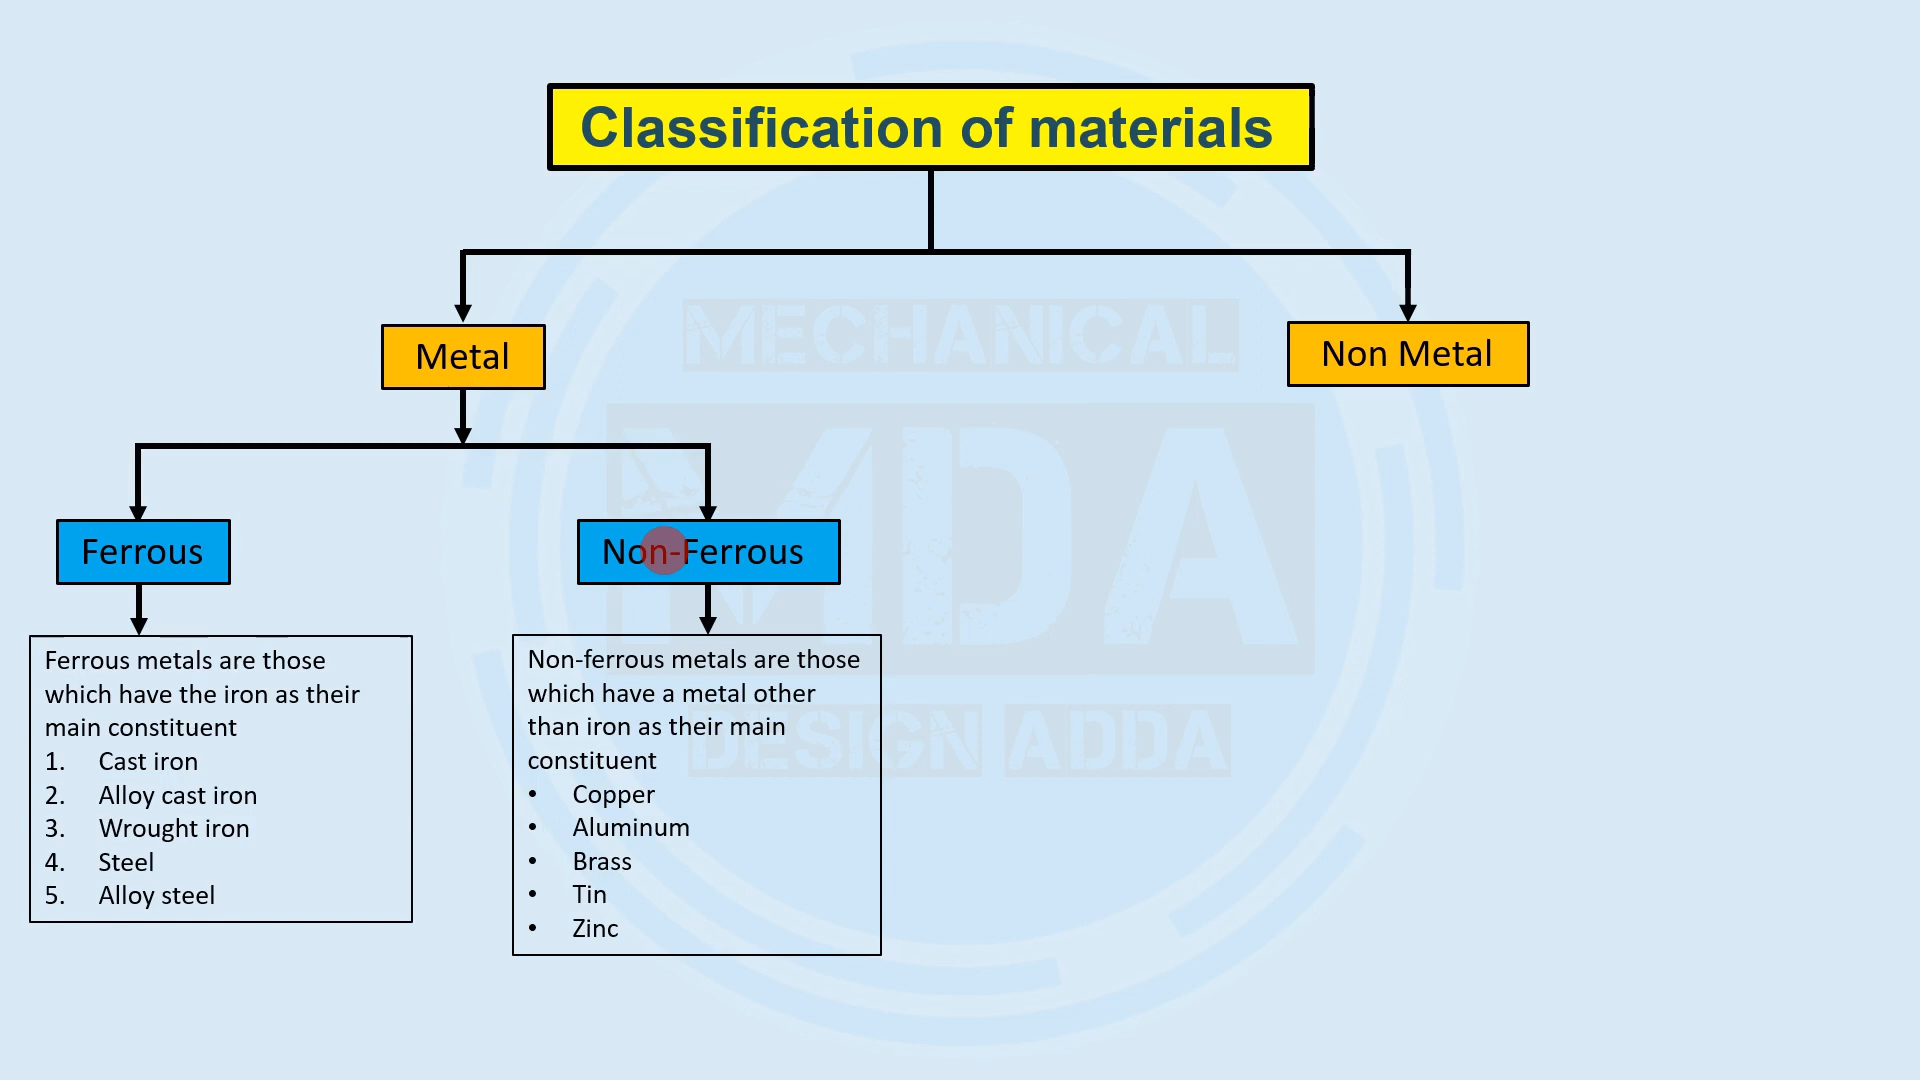 Classification of materials
MECHANICAL
Metal
Non Metal
MDA
Ferrous
Non-Ferrous
Ferrous metals are those
which have the iron as their
main constituent
1. Cast iron
2. Alloy cast iron
3. Wrought iron
4. Steel
5. Alloy steel
Non-ferrous metals are those
which have a metal other
than iron as their main
constituent
• Copper
• Aluminum
• Brass
• Tin
• Zinc
DESIGN ADDA